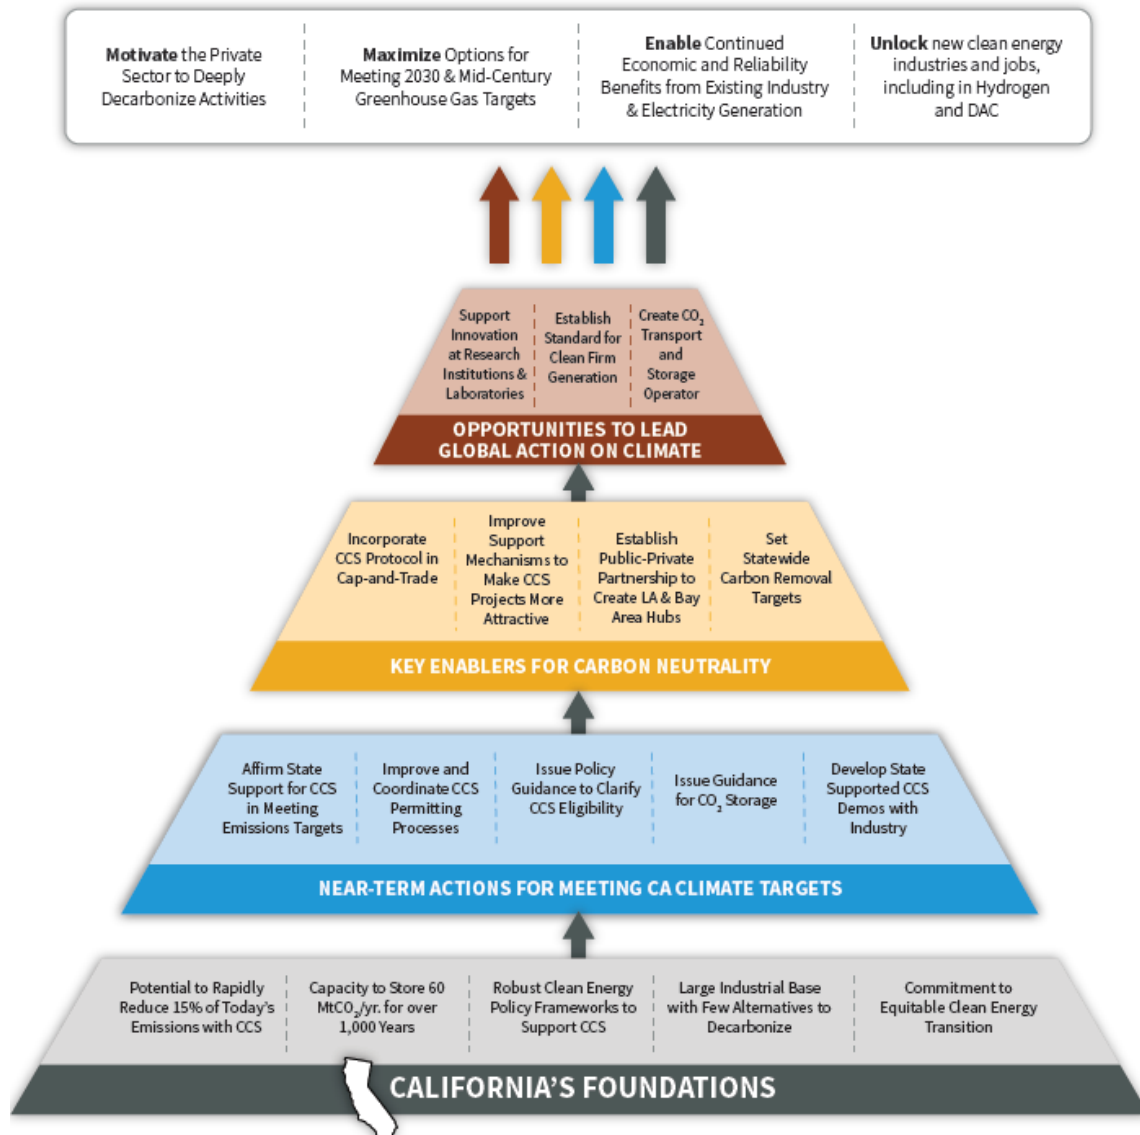 Motivate the Private
Sector to Deeply
Decarbonize Activities
Maximize Options for
Meeting 2030 & Mid-Century
Greenhouse Gas Targets
Enable Continued
Economic and Reliability
Benefits from Existing Industry
& Electricity Generation
Unlock new clean energy
industries and jobs,
including in Hydrogen
and DAC
Support
Innovation
at Research
Institutions &
Laboratories
Establish
Standard for
Clean Firm
Generation
Create CO₂
Transport
and
Storage
Operator
OPPORTUNITIES TO LEAD
GLOBAL ACTION ON CLIMATE
Incorporate
CCS Protocol in
Cap-and-Trade
Improve
Support
Mechanisms to
Make CCS
Projects More
Attractive
Establish
Public-Private
Partnership to
Create LA & Bay
Area Hubs
Set
Statewide
Carbon Removal
Targets
KEY ENABLERS FOR CARBON NEUTRALITY
Affirm State
Support for CCS
in Meeting
Emissions Targets
Improve and
Coordinate CCS
Permitting
Processes
Issue Policy
Guidance to Clarify
CCS Eligibility
Issue Guidance
for CO₂ Storage
Develop State
Supported CCS
Demos with
Industry
NEAR-TERM ACTIONS FOR MEETING CA CLIMATE TARGETS
Potential to Rapidly
Reduce 15% of Today's
Emissions with CCS
Capacity to Store 60
MtCO₂/yr. for over
1,000 Years
Robust Clean Energy
Policy Frameworks to
Support CCS
Large Industrial Base
with Few Alternatives to
Decarbonize
Commitment to
Equitable Clean Energy
Transition
CALIFORNIA'S FOUNDATIONS